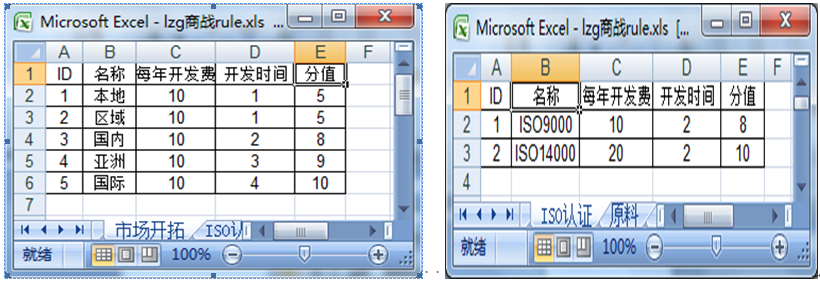 Microsoft Excel - lzg商战rule.xls
A B C D E F
1 ID 名称 每年开发费 开发时间 分值
2 1 本地 10 1 5
3 2 区域 10 1 5
4 3 国内 10 2 8
5 4 亚洲 10 3 9
6 5 国际 10 4 10
7
市场开拓 ISO认
就绪 100%
Microsoft Excel - lzg商战rule.xls [...
A B C D E F
1 ID 名称 每年开发费 开发时间 分值
2 1 ISO9000 10 2 8
3 2 ISO14000 20 2 10
4
ISO认证 原料
就绪 100%